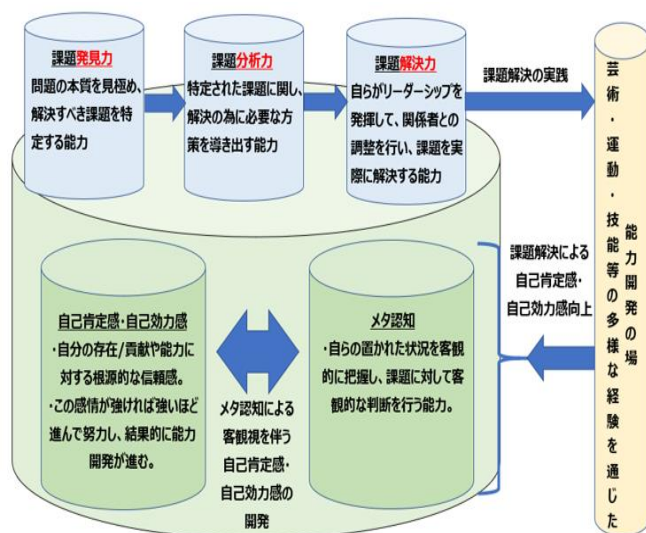 課題発見力
問題の本質を見極め、
解決すべき課題を特
定する能力
課題分析力
特定された課題に関し、
解決の為に必要な方
策を導き出す能力
課題解決力
自らがリーダーシップを
発揮して、関係者との
調整を行い、課題を実
際に解決する能力
課題解決の実践
能力開発の場
芸術・運動・技能等の多様な経験を通じた
課題解決による
自己肯定感・
自己効力感向上
自己肯定感・自己効力感
・自分の存在/貢献や能力に
対する根源的な信頼感。
・この感情が強ければ強いほど
進んで努力し、結果的に能力
開発が進む。
メタ認知による
客観視を伴う
自己肯定感・
自己効力感の
開発
メタ認知
・自らの置かれた状況を客観
的に把握し、課題に対して客
観的な判断を行う能力。